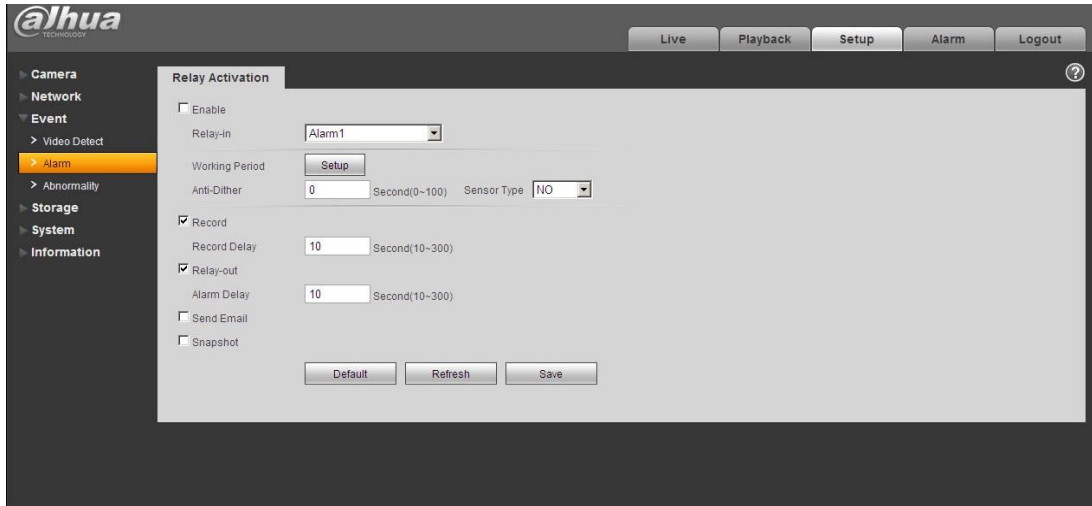 alhua
TECHNOLOGY
Live Playback Setup Alarm Logout
Camera
Network
Event
> Video Detect
> Alarm
> Abnormality
Storage
System
Information
Relay Activation
?
Enable
Relay-in Alarm1
Working Period Setup
Anti-Dither 0 Second(0~100) Sensor Type NO
Record
Record Delay 10 Second(10~300)
Relay-out
Alarm Delay 10 Second(10~300)
Send Email
Snapshot
Default Refresh Save